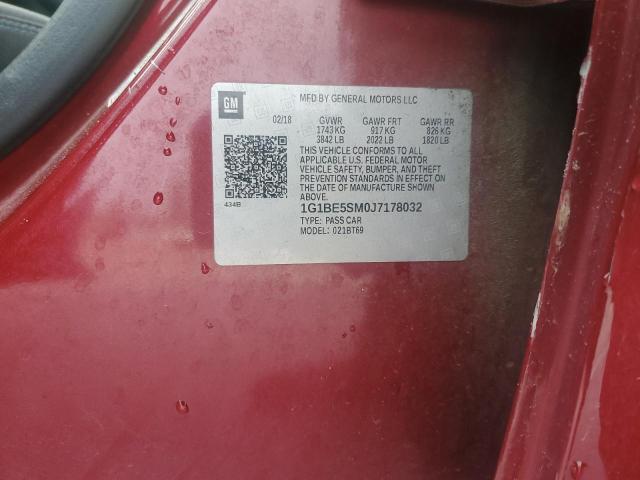 GM MFD BY GENERAL MOTORS LLC
02/18 GVWR GAWR FRT GAWR RR
1743 KG 917 KG 826 KG
3842 LB 2022 LB 1820 LB
THIS VEHICLE CONFORMS TO ALL
APPLICABLE U.S. FEDERAL MOTOR
VEHICLE SAFETY, BUMPER, AND THEFT
PREVENTION STANDARDS IN EFFECT ON
THE DATE OF MANUFACTURE SHOWN
ABOVE.
434B 1G1BE5SM0J7178032
TYPE: PASS CAR
MODEL: 021BT69